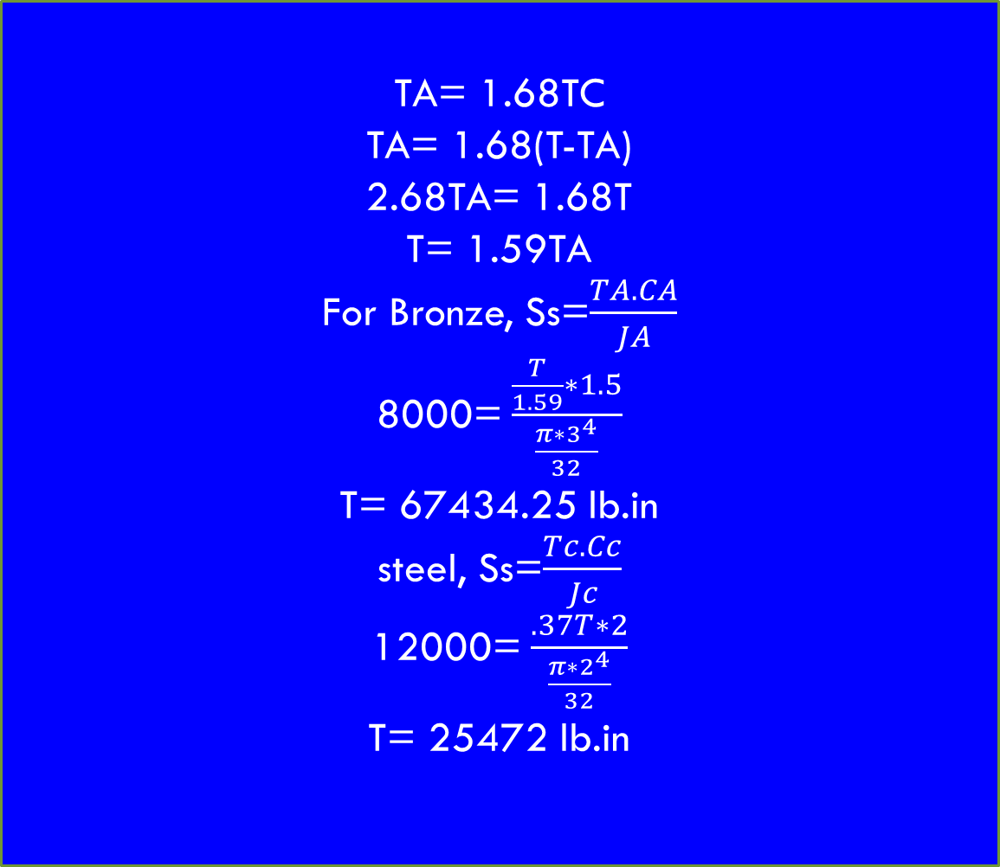 TA= 1.68TC
TA= 1.68(T-TA)
2.68TA= 1.68T
T= 1.59TA
For Bronze, Ss=\frac{TA.CA}{JA}
8000= \frac{\frac{T}{1.59}*1.5}{\frac{π*3^4}{32}}
T= 67434.25 lb.in
steel, Ss=\frac{Tc.Cc}{Jc}
12000= \frac{.37T*2}{\frac{π*2^4}{32}}
T= 25472 lb.in